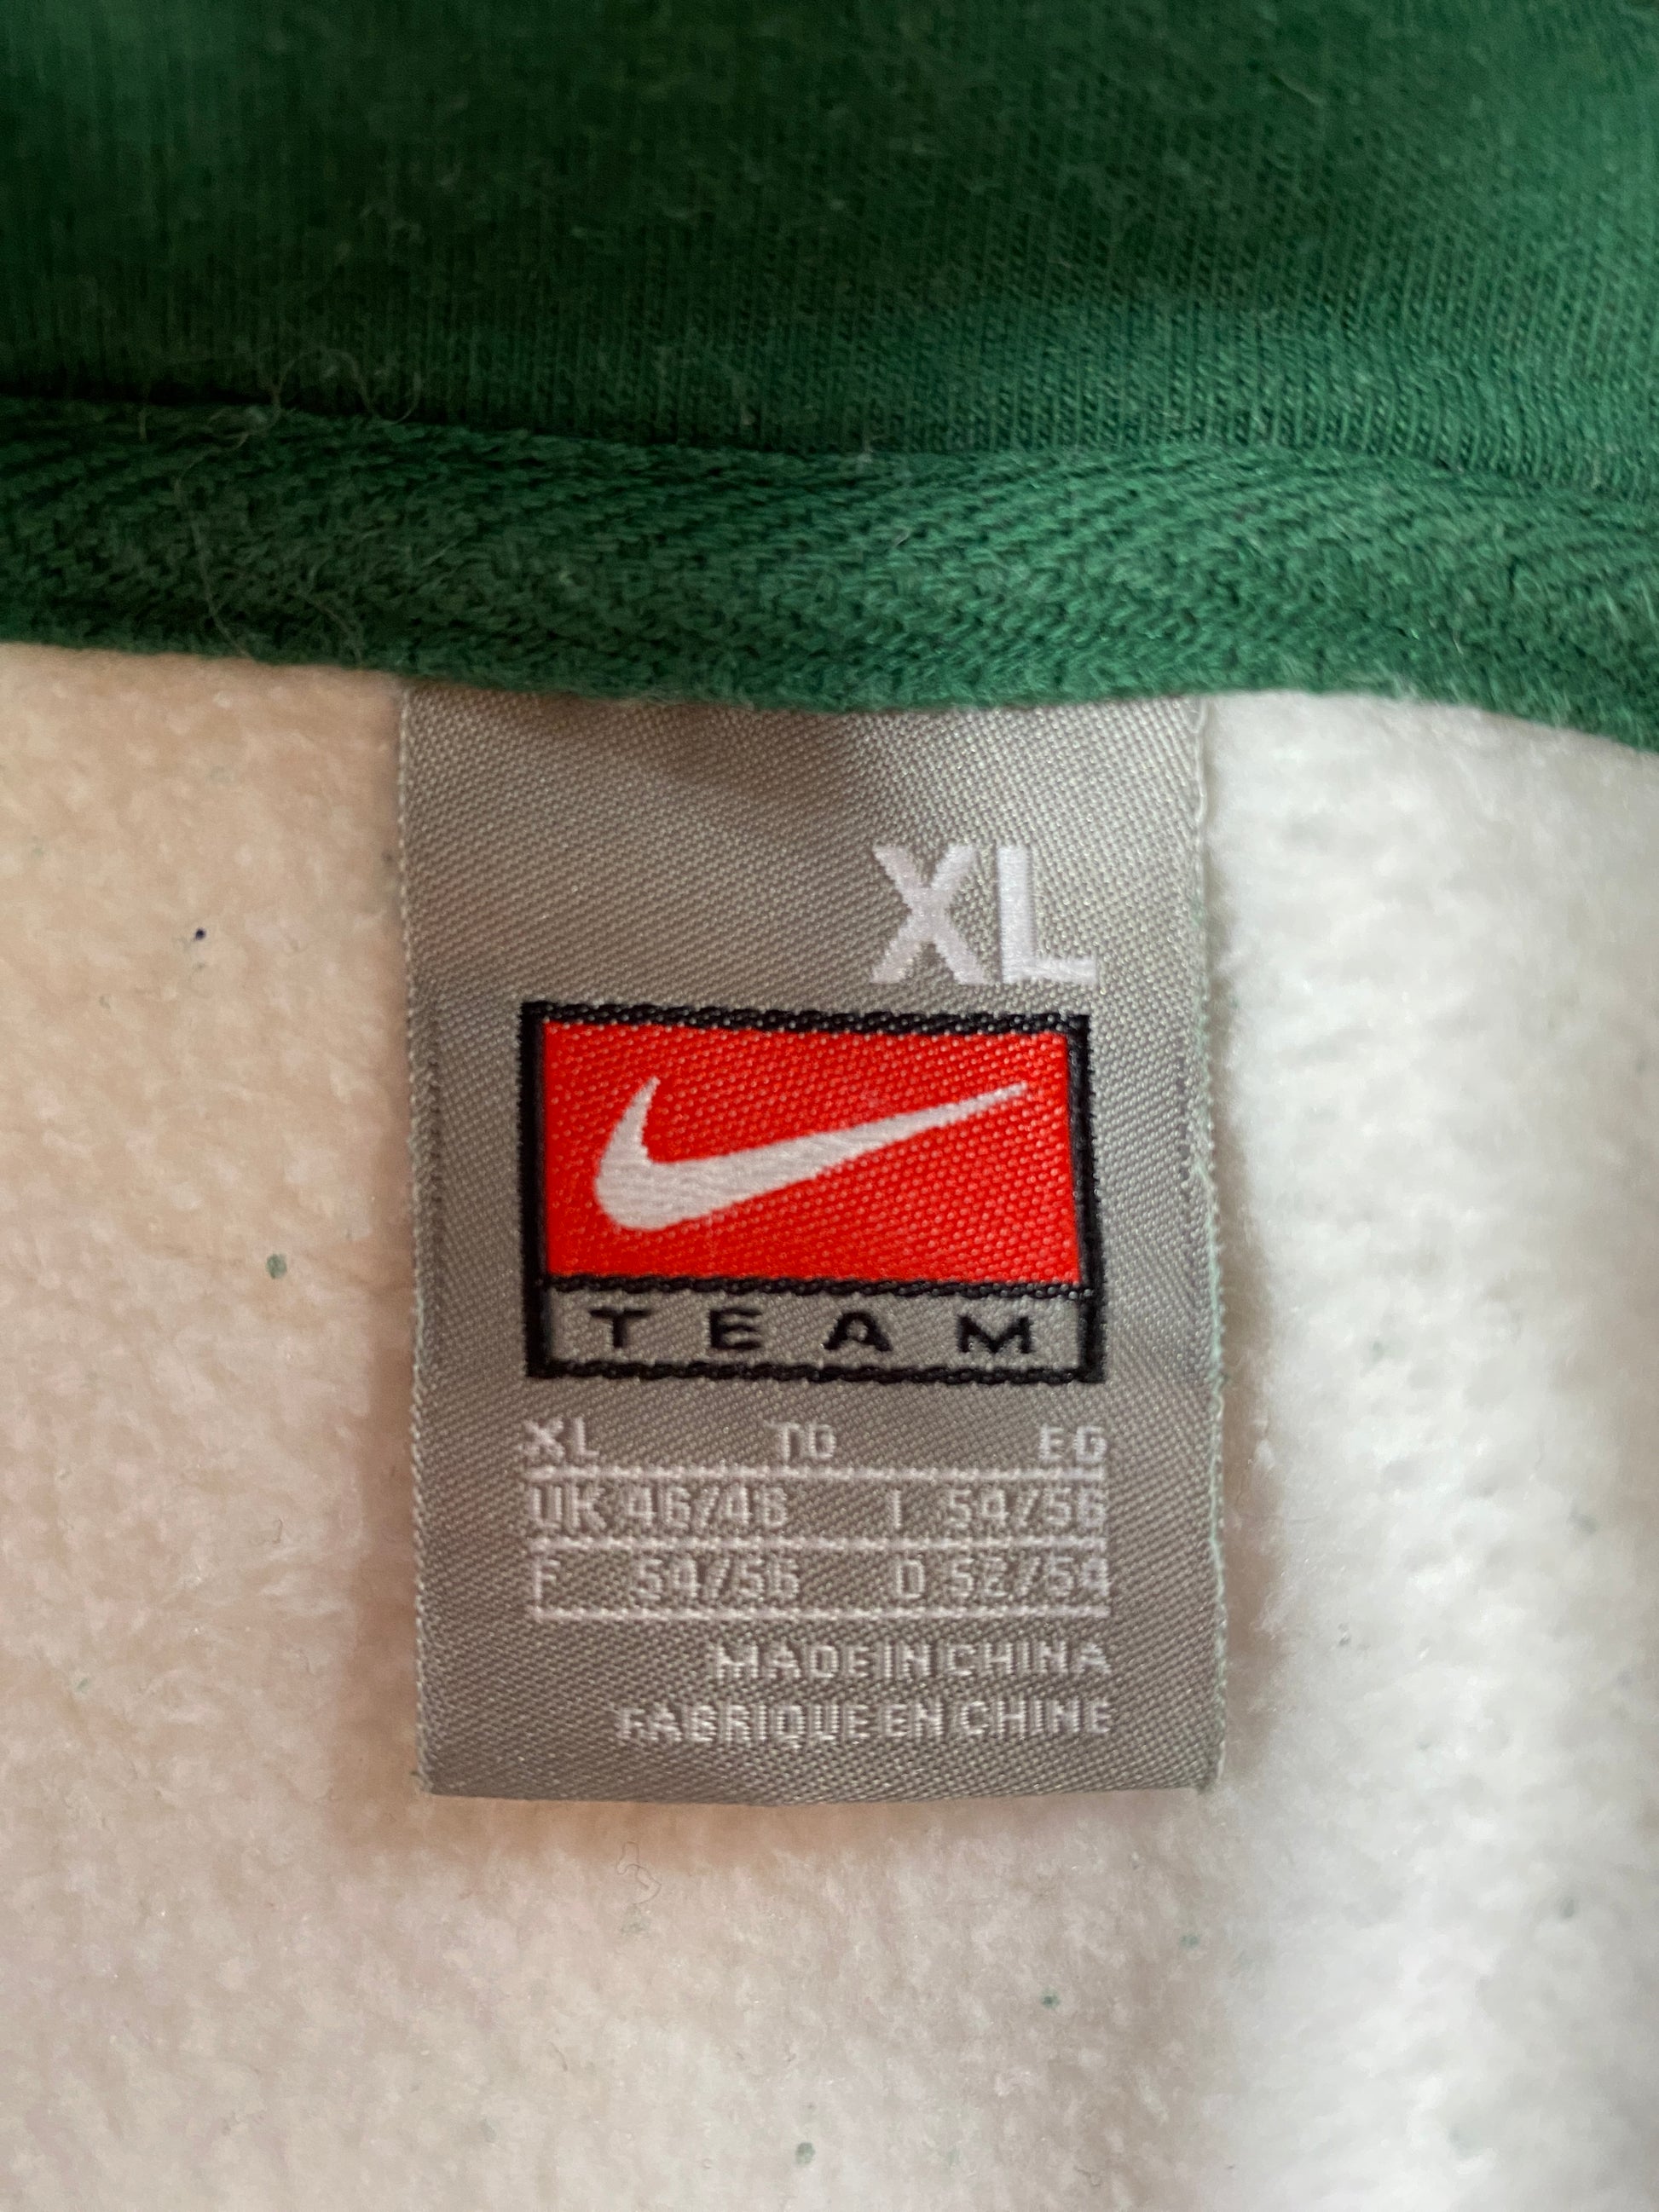 XL
TEAM
XL TG EG
UK 46/48 I 54/56
F 54/56 D 52/54
MADE IN CHINA
FABRIQUE EN CHINE